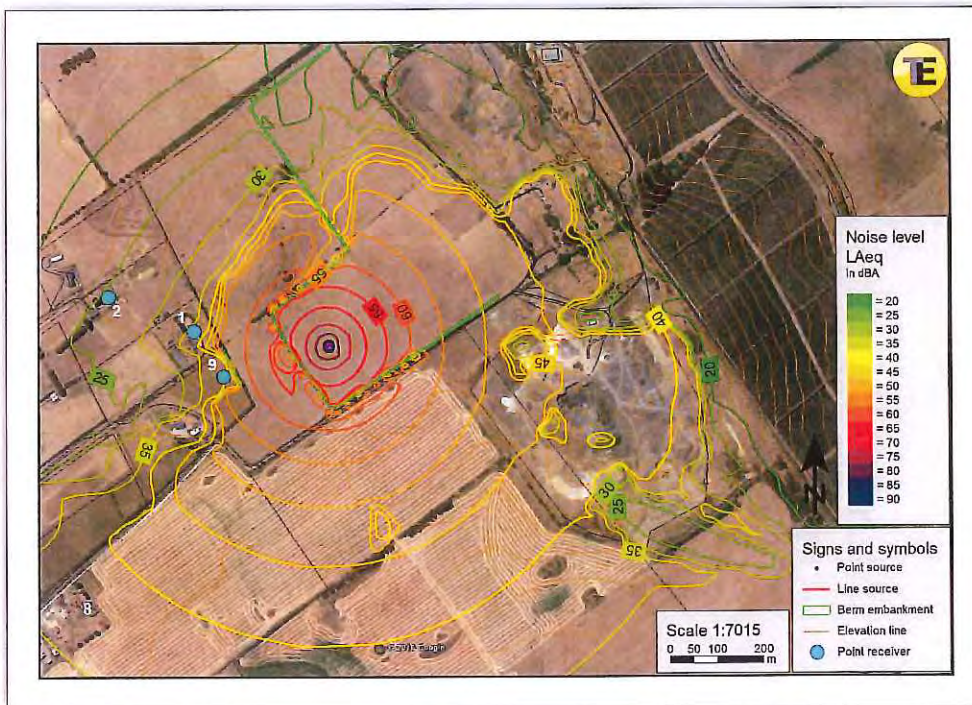 TE
30
55
65
60
2
1
9
25
35
45
40
20
30
25
35
8
Noise level
LAeq
in dBA
= 20
= 25
= 30
= 35
= 40
= 45
= 50
= 55
= 60
= 65
= 70
= 75
= 80
= 85
= 90
N
Signs and symbols
Point source
Line source
Berm embankment
Elevation line
Point receiver
Scale 1:7015
0 50 100 200
m